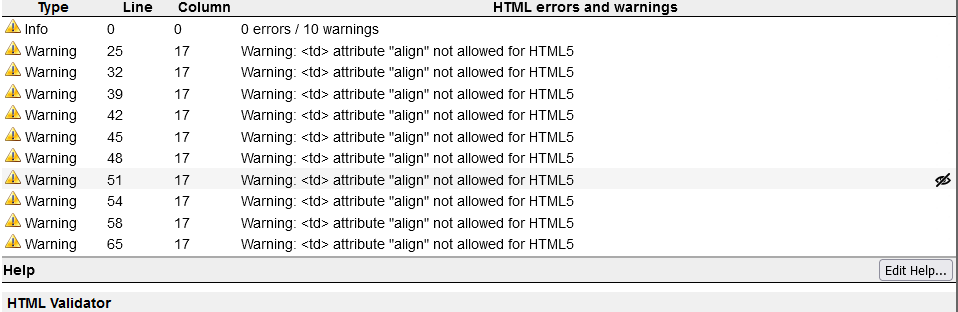 Type Line Column HTML errors and warnings
Info 0 0 0 errors / 10 warnings
Warning 25 17 Warning: <td> attribute "align" not allowed for HTML5
Warning 32 17 Warning: <td> attribute "align" not allowed for HTML5
Warning 39 17 Warning: <td> attribute "align" not allowed for HTML5
Warning 42 17 Warning: <td> attribute "align" not allowed for HTML5
Warning 45 17 Warning: <td> attribute "align" not allowed for HTML5
Warning 48 17 Warning: <td> attribute "align" not allowed for HTML5
Warning 51 17 Warning: <td> attribute "align" not allowed for HTML5
Warning 54 17 Warning: <td> attribute "align" not allowed for HTML5
Warning 58 17 Warning: <td> attribute "align" not allowed for HTML5
Warning 65 17 Warning: <td> attribute "align" not allowed for HTML5
Help Edit Help...
HTML Validator